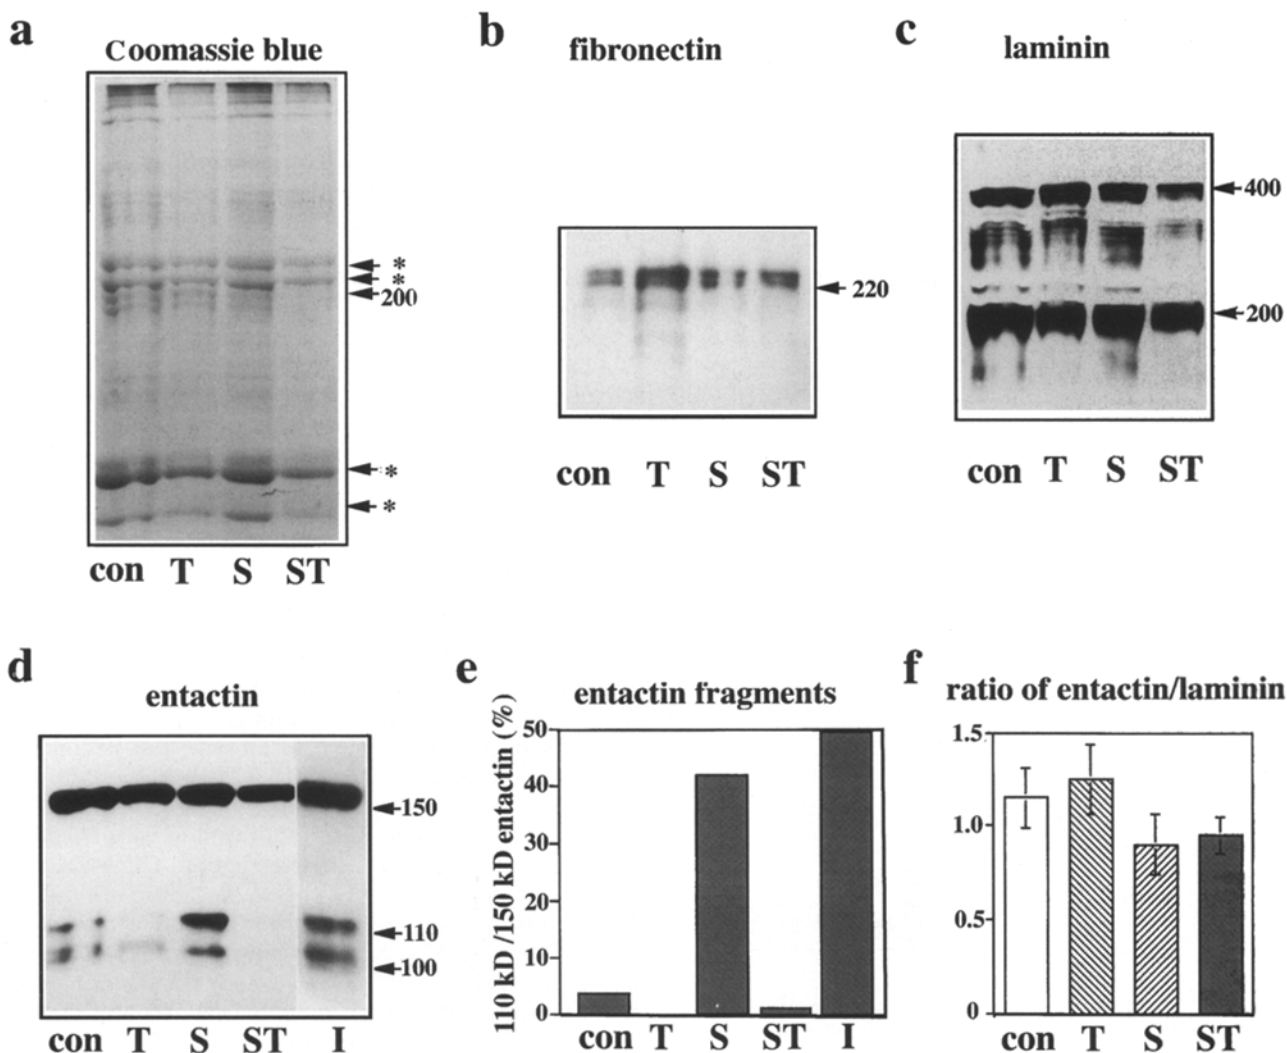 a
Coomassie blue
*
*
200
*
*
con T S ST
b
fibronectin
220
con T S ST
c
laminin
400
200
con T S ST
d
entactin
150
110
100
con T S ST I
e
entactin fragments
110 kD /150 kD entactin (%)
50
40
30
20
10
0
con T S ST I
f
ratio of entactin/laminin
1.5
1.0
0.5
0
con T S ST